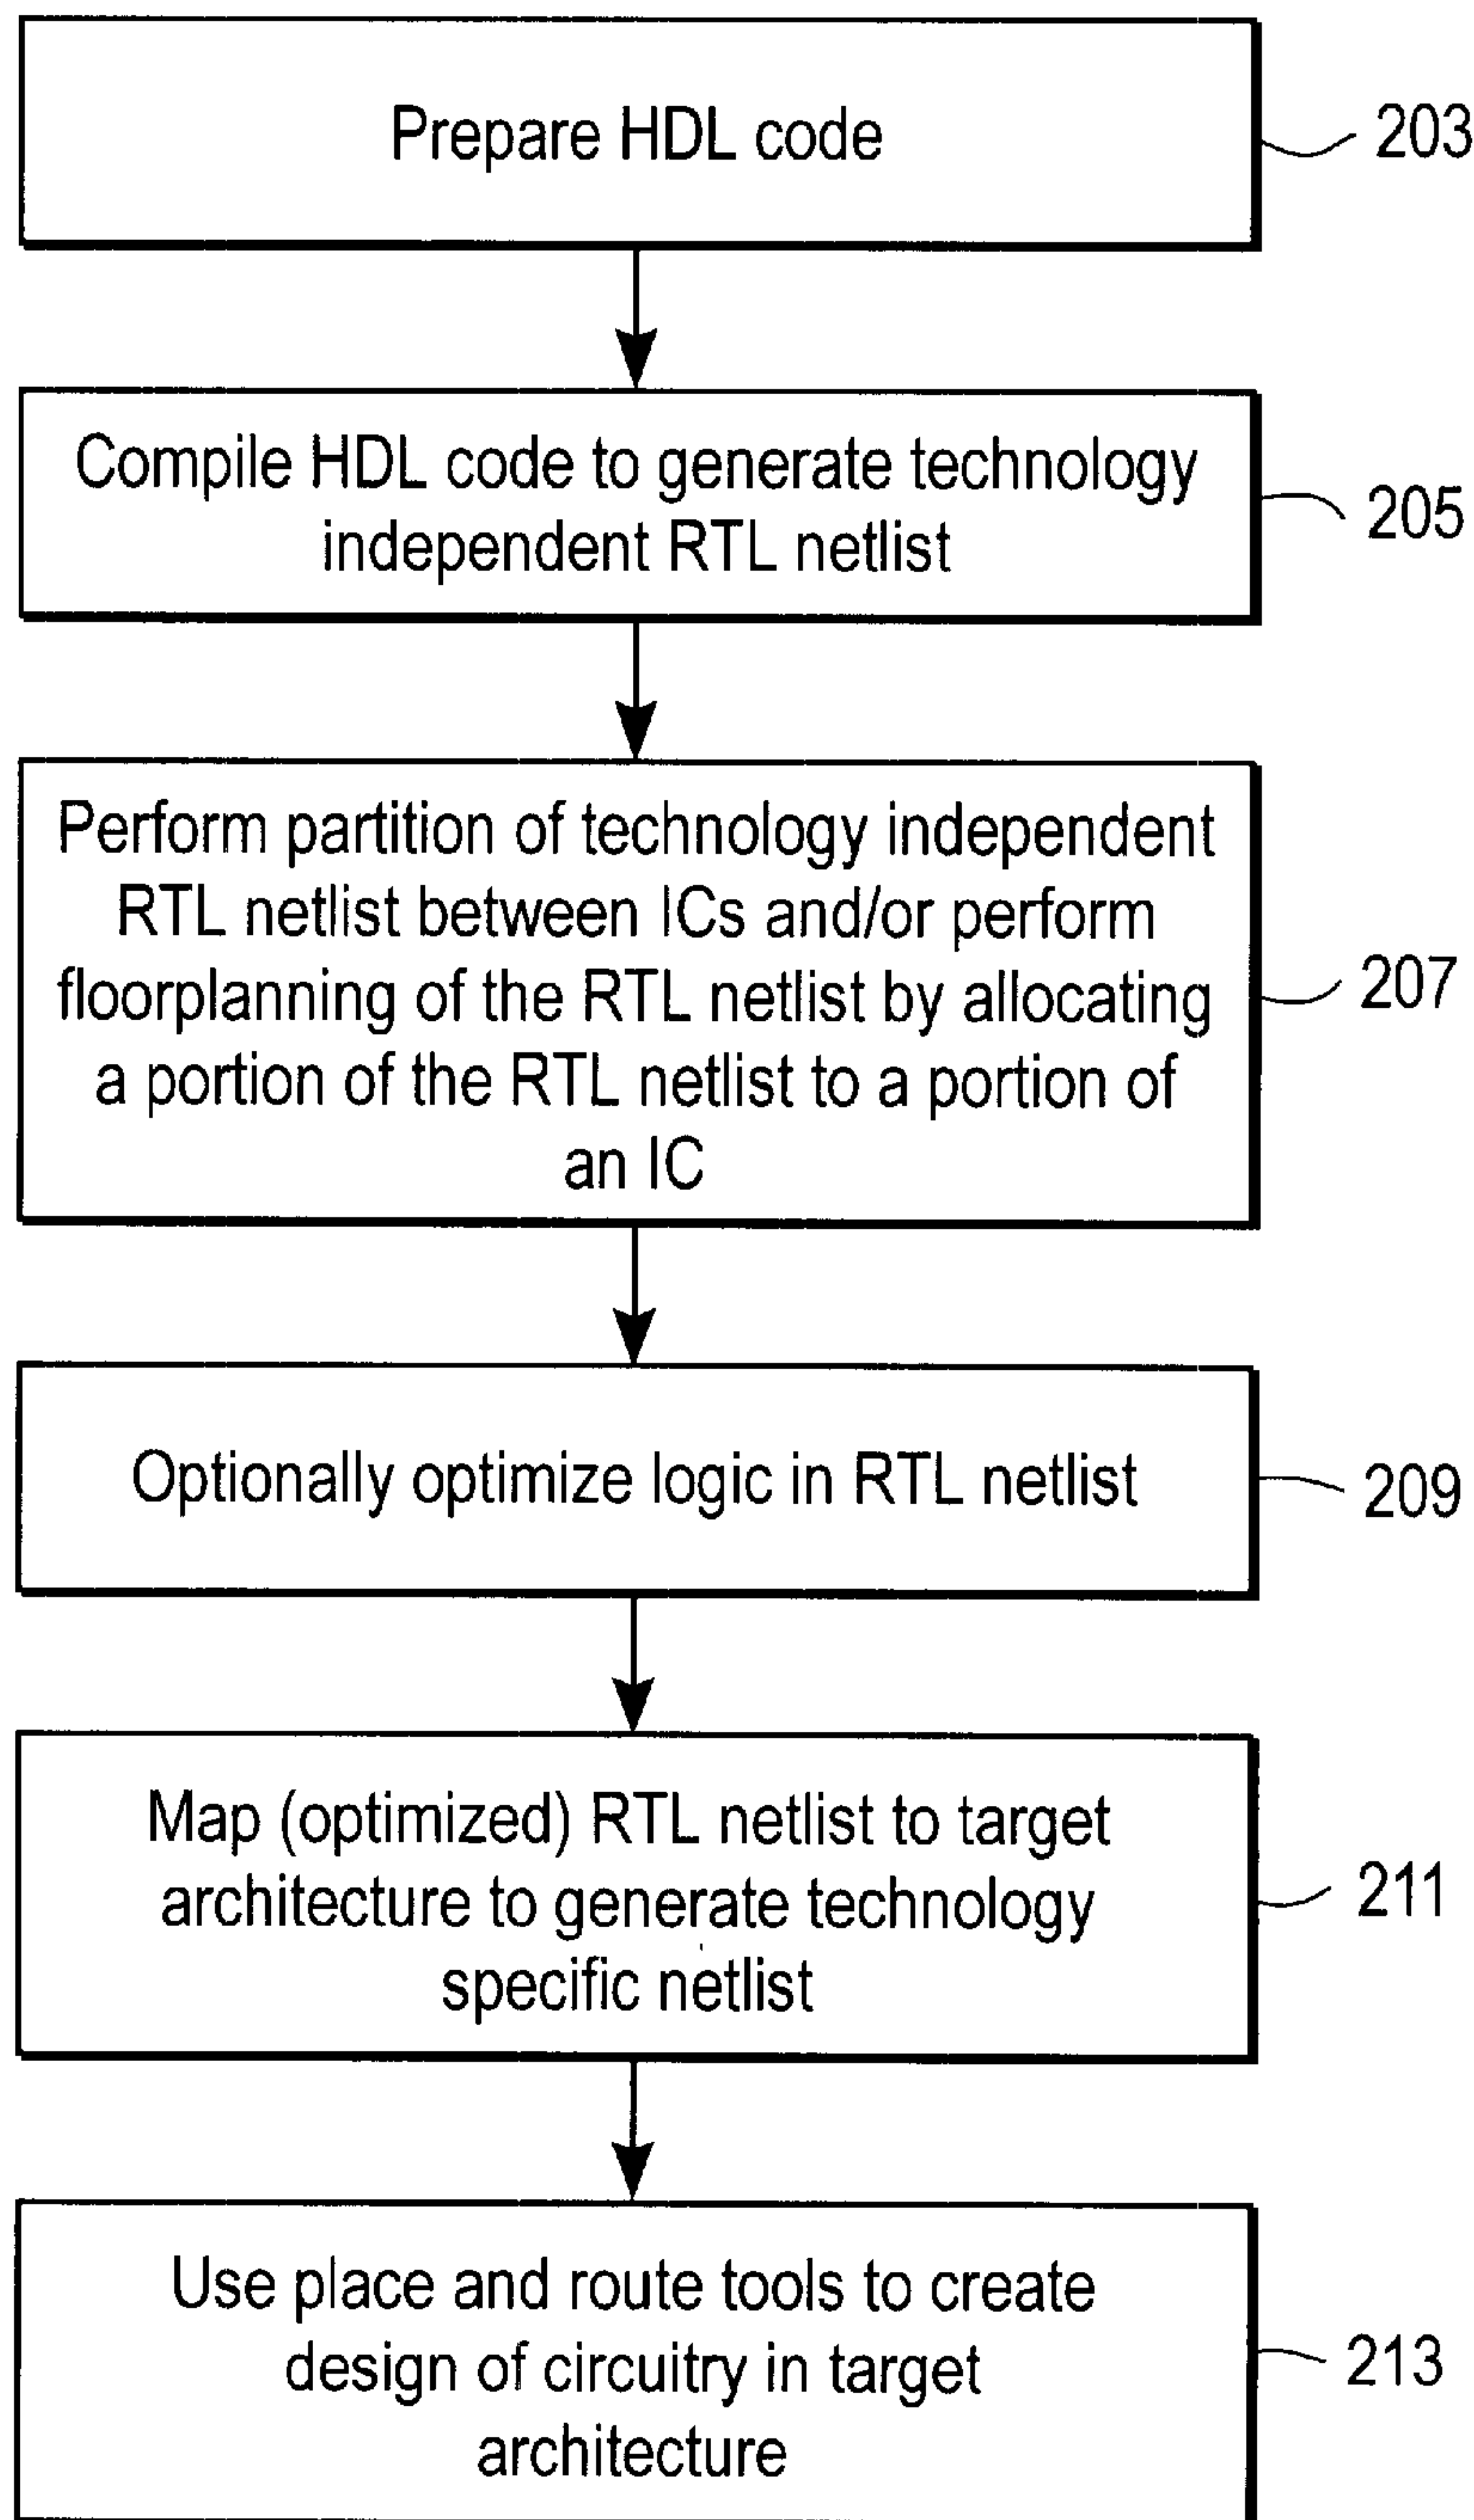 Prepare HDL code
203
Compile HDL code to generate technology
independent RTL netlist
205
Perform partition of technology independent
RTL netlist between ICs and/or perform
floorplanning of the RTL netlist by allocating
a portion of the RTL netlist to a portion of
an IC
207
Optionally optimize logic in RTL netlist
209
Map (optimized) RTL netlist to target
architecture to generate technology
specific netlist
211
Use place and route tools to create
design of circuitry in target
architecture
213